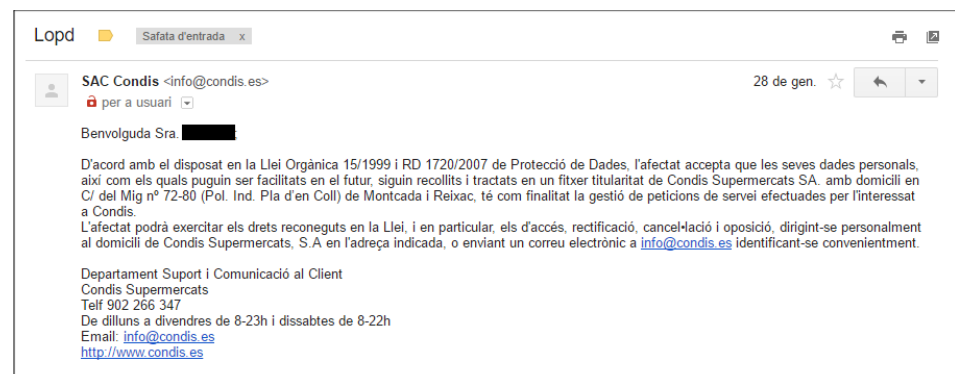 Lopd
Safata d'entrada x
SAC Condis <info@condis.es>
28 de gen.
per a usuari
Benvolguda Sra.
D'acord amb el disposat en la Llei Orgànica 15/1999 i RD 1720/2007 de Protecció de Dades, l'afectat accepta que les seves dades personals,
així com els quals puguin ser facilitats en el futur, siguin recollits i tractats en un fitxer titularitat de Condis Supermercats SA. amb domicili en
C/ del Mig nº 72-80 (Pol. Ind. Pla d'en Coll) de Montcada i Reixac, té com finalitat la gestió de peticions de servei efectuades per l'interessat
a Condis.
L'afectat podrà exercitar els drets reconeguts en la Llei, i en particular, els d'accés, rectificació, cancel•lació i oposició, dirigint-se personalment
al domicili de Condis Supermercats, S.A en l'adreça indicada, o enviant un correu electrònic a info@condis.es identificant-se convenientment.
Departament Suport i Comunicació al Client
Condis Supermercats
Telf 902 266 347
De dilluns a divendres de 8-23h i dissabtes de 8-22h
Email: info@condis.es
http://www.condis.es